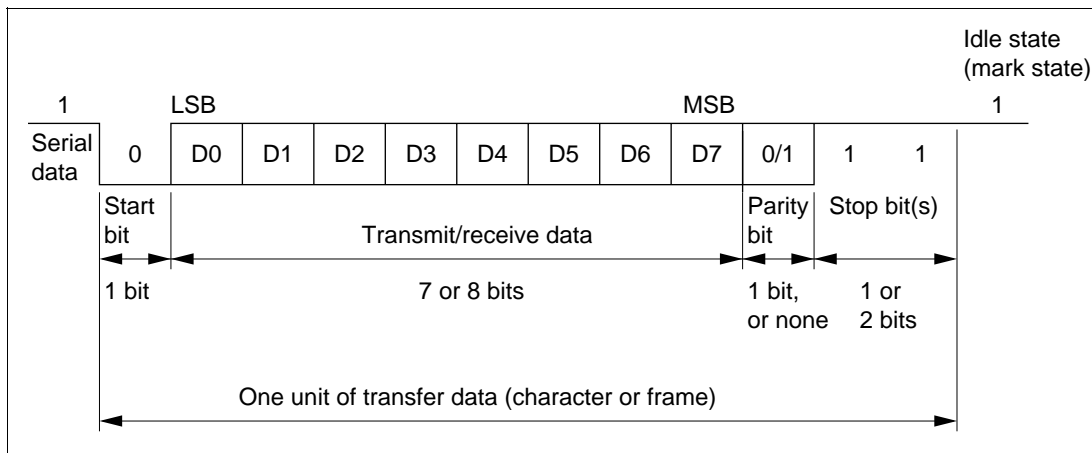 Idle state
(mark state)
1 LSB MSB 1
Serial
data
0 D0 D1 D2 D3 D4 D5 D6 D7 0/1 1 1
Start
bit
Transmit/receive data
Parity
bit
Stop bit(s)
1 bit
7 or 8 bits
1 bit,
or none
1 or
2 bits
One unit of transfer data (character or frame)